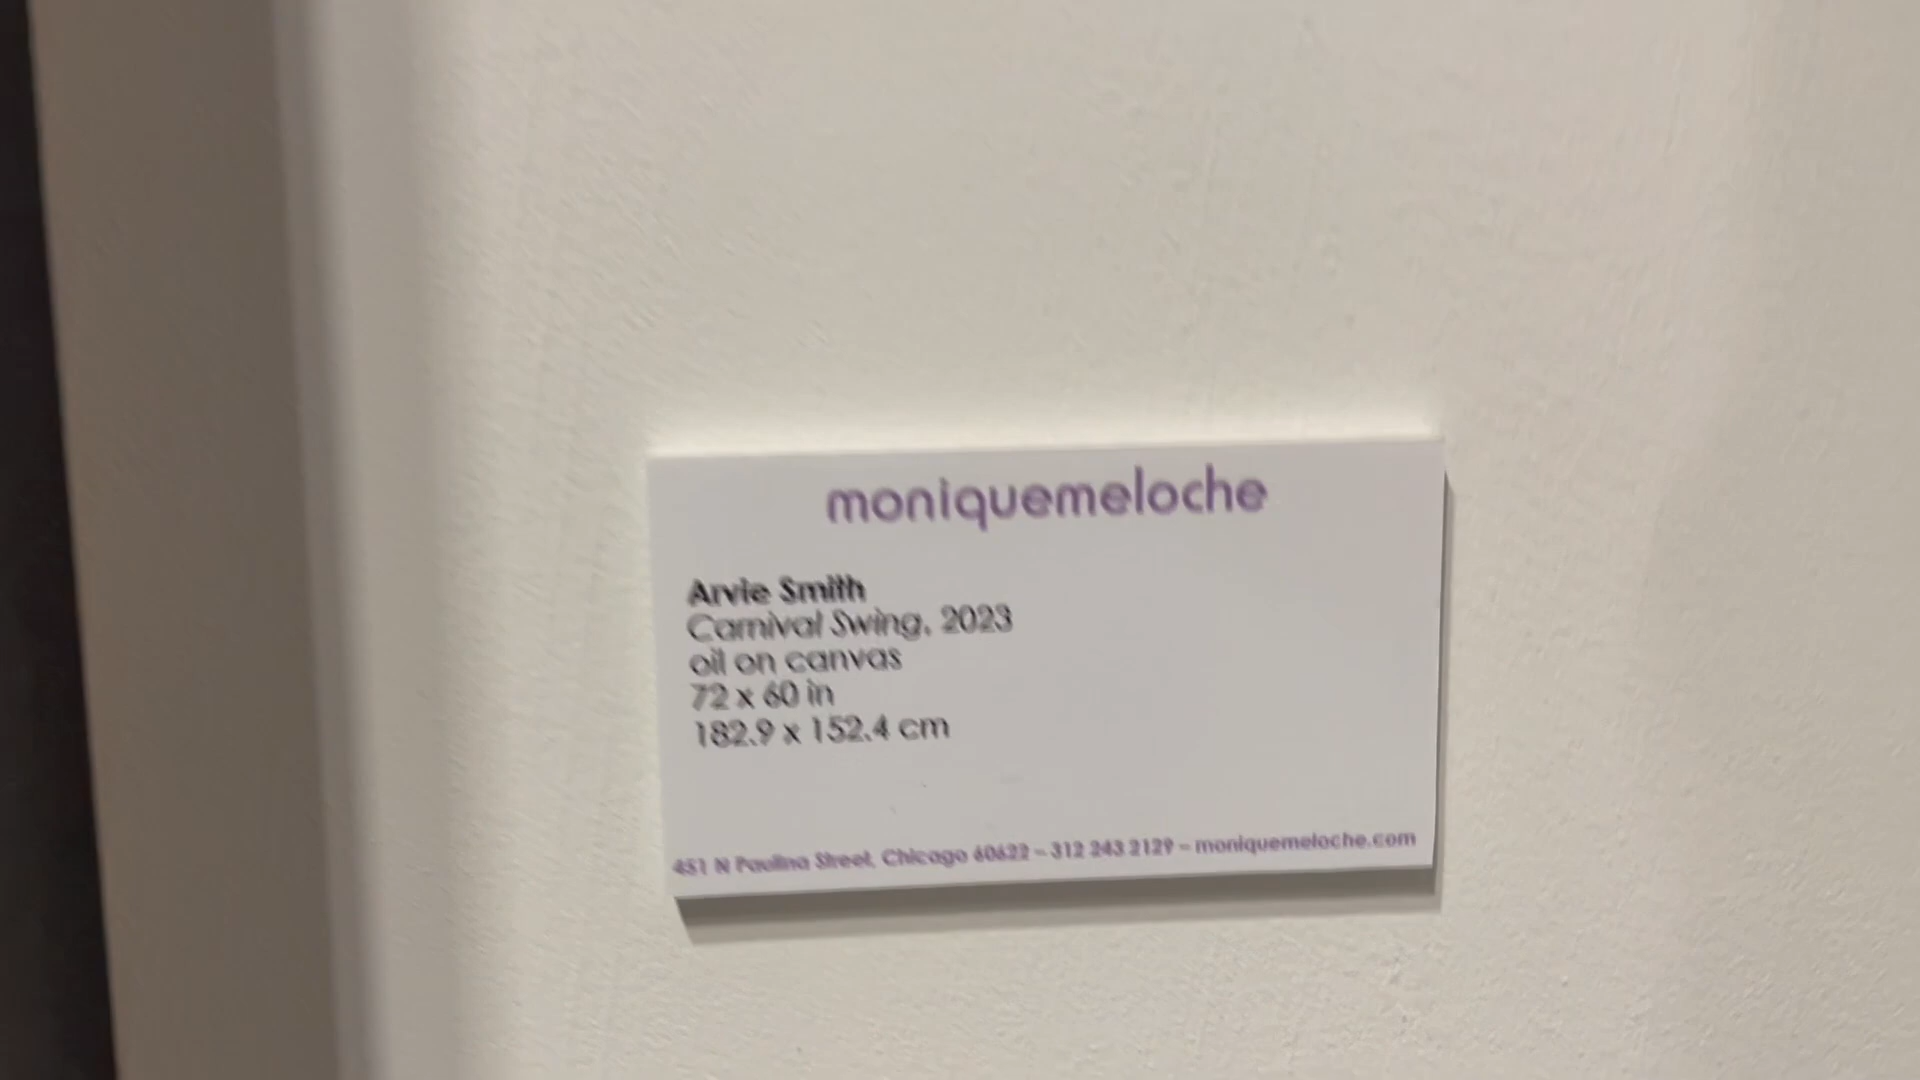 moniquemeloche
Arvie Smith
Carnival Swing, 2023
oil on canvas
72 x 60 in
182.9 x 152.4 cm
451 N Paulina Street, Chicago 60622 – 312 243 2129 – moniquemeloche.com